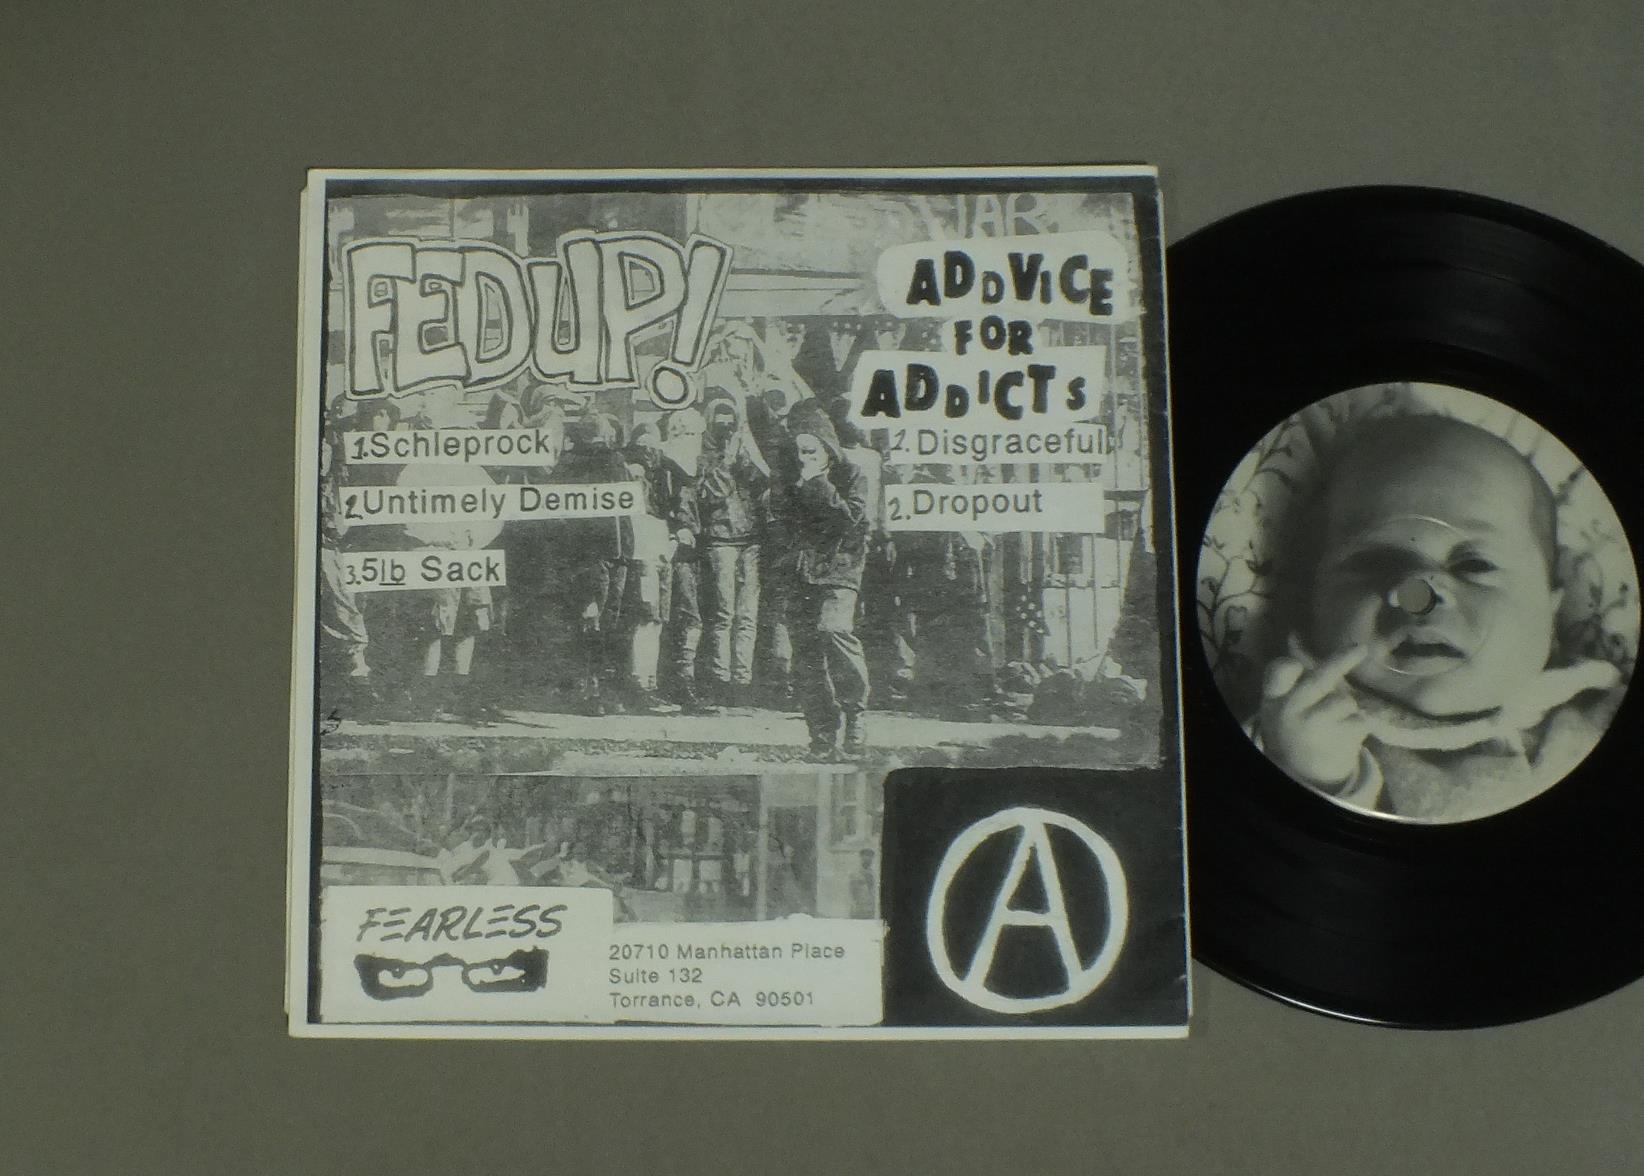 WAR
FEDUP!
1.Schleprock
2.Untimely Demise
3.5lb Sack
ADDVICE
FOR
ADDICTS
1.Disgraceful
2.Dropout
FEARLESS
20710 Manhattan Place
Suite 132
Torrance, CA 90501
A